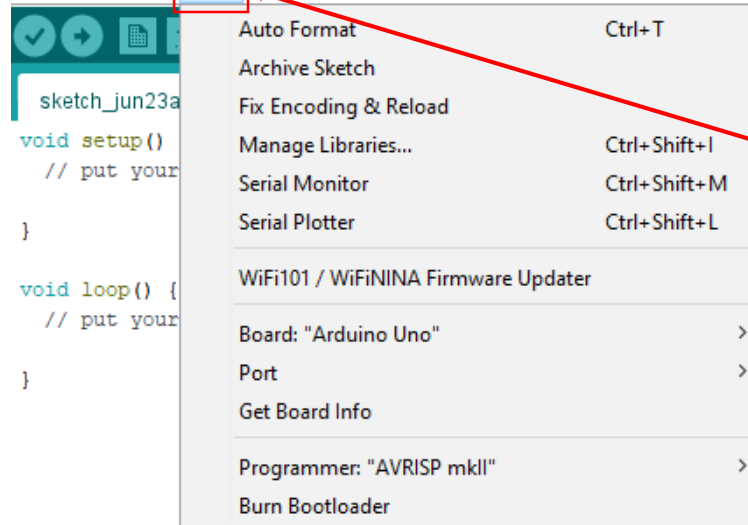 Auto Format Ctrl+T
Archive Sketch
sketch_jun23a
Fix Encoding & Reload
void setup()
Manage Libraries... Ctrl+Shift+I
// put your
Serial Monitor Ctrl+Shift+M
}
Serial Plotter Ctrl+Shift+L
WiFi101 / WiFiNINA Firmware Updater
void loop() {
// put your
Board: "Arduino Uno"
}
Port
Get Board Info
Programmer: "AVRISP mkII"
Burn Bootloader